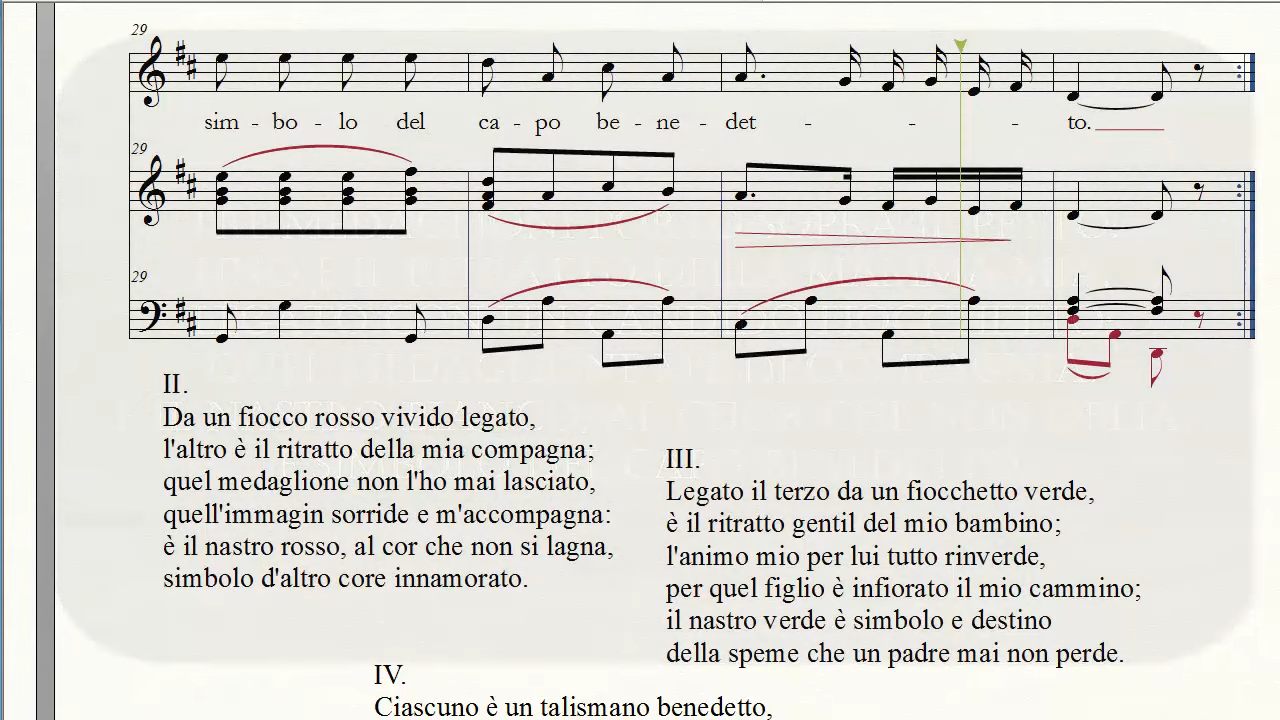 29
sim - bo - lo del ca - po be - ne - det - - - to.
29
29
II.
Da un fiocco rosso vivido legato,
l'altro è il ritratto della mia compagna;
quel medaglione non l'ho mai lasciato,
quell'immagin sorride e m'accompagna:
è il nastro rosso, al cor che non si lagna,
simbolo d'altro core innamorato.
III.
Legato il terzo da un fiocchetto verde,
è il ritratto gentil del mio bambino;
l'animo mio per lui tutto rinverde,
per quel figlio è infiorato il mio cammino;
il nastro verde è simbolo e destino
della speme che un padre mai non perde.
IV.
Ciascuno è un talismano benedetto,